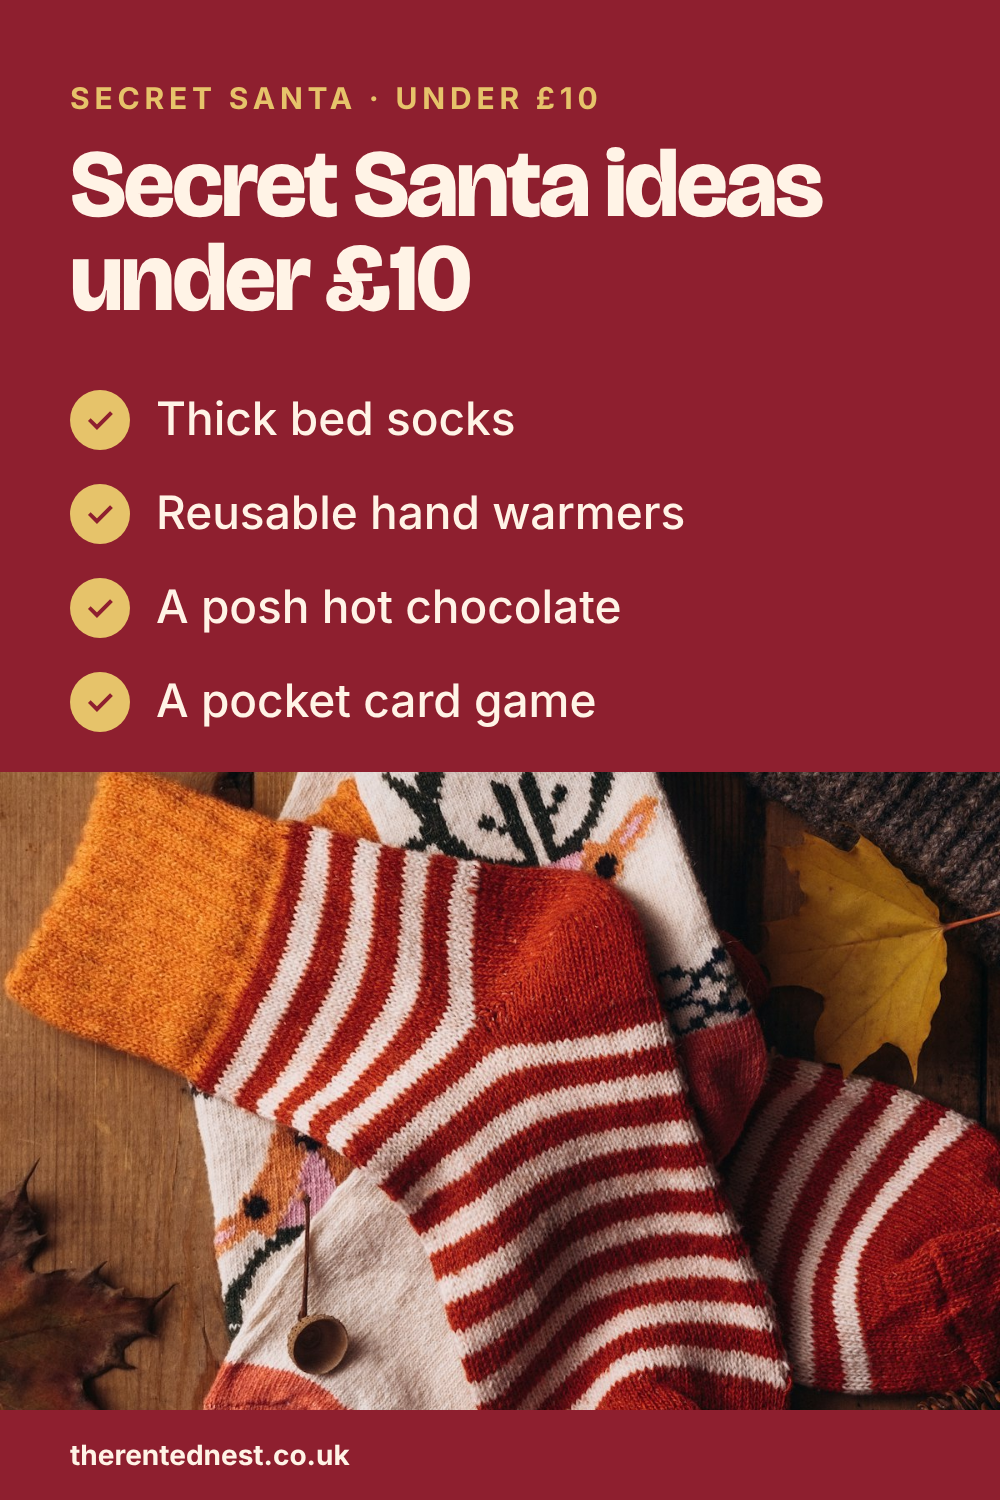 SECRET SANTA · UNDER £10
Secret Santa ideas
under £10
Thick bed socks
Reusable hand warmers
A posh hot chocolate
A pocket card game
therentednest.co.uk